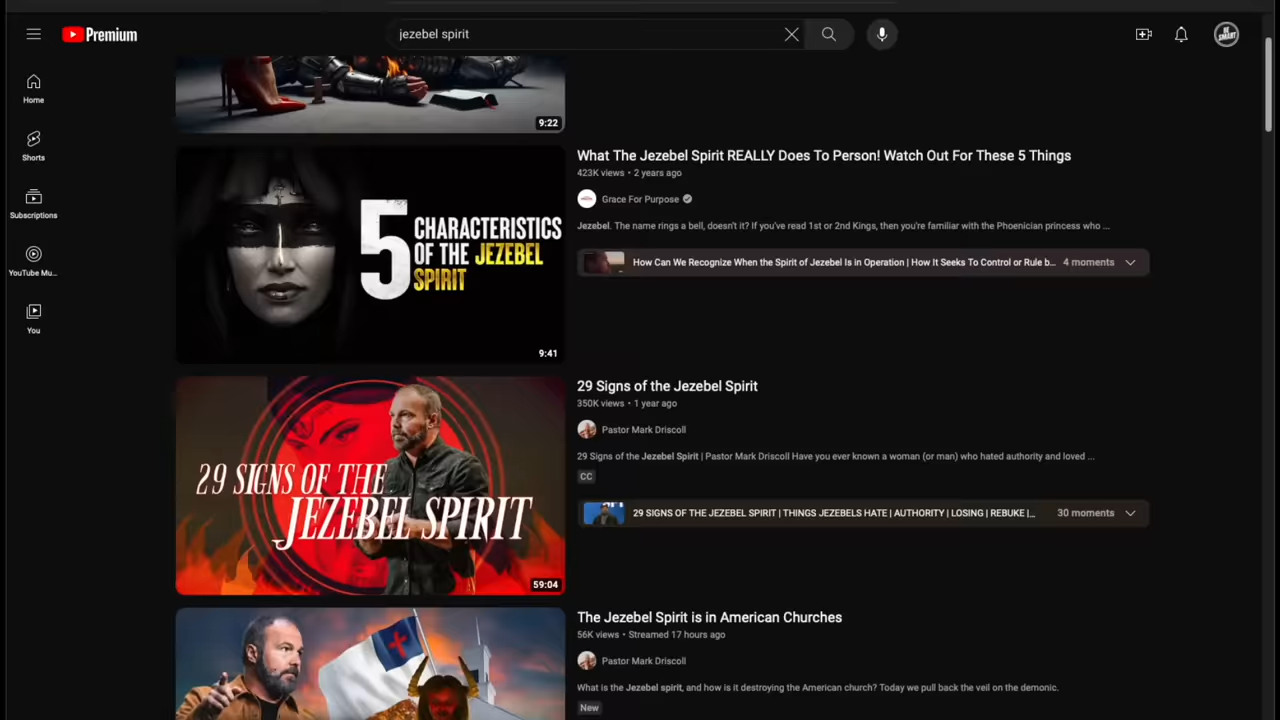 Premium
jezebel spirit
Home
Shorts
Subscriptions
YouTube Mu...
You
9:22
5 CHARACTERISTICS
OF THE JEZEBEL
SPIRIT
9:41
What The Jezebel Spirit REALLY Does To Person! Watch Out For These 5 Things
423K views • 2 years ago
Grace For Purpose
Jezebel. The name rings a bell, doesn't it? If you've read 1st or 2nd Kings, then you're familiar with the Phoenician princess who ...
How Can We Recognize When the Spirit of Jezebel Is in Operation | How It Seeks To Control or Rule b... 4 moments
29 SIGNS OF THE
JEZEBEL SPIRIT
59:04
29 Signs of the Jezebel Spirit
350K views • 1 year ago
Pastor Mark Driscoll
29 Signs of the Jezebel Spirit | Pastor Mark Driscoll Have you ever known a woman (or man) who hated authority and loved ...
CC
29 SIGNS OF THE JEZEBEL SPIRIT | THINGS JEZEBELS HATE | AUTHORITY | LOSING | REBUKE |... 30 moments
The Jezebel Spirit is in American Churches
56K views • Streamed 17 hours ago
Pastor Mark Driscoll
What is the Jezebel spirit, and how is it destroying the American church? Today we pull back the veil on the demonic.
New